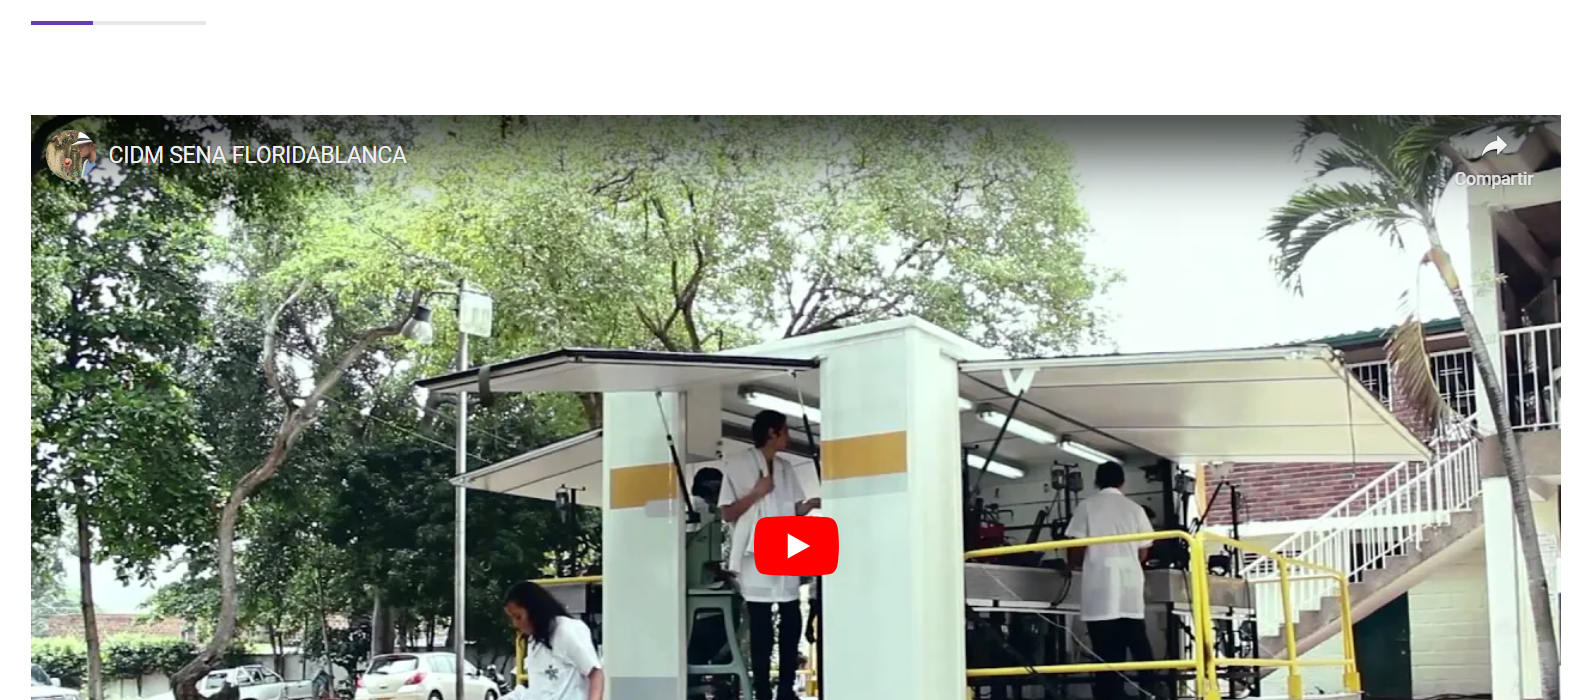 CIDM SENA FLORIDABLANCA
Compartir